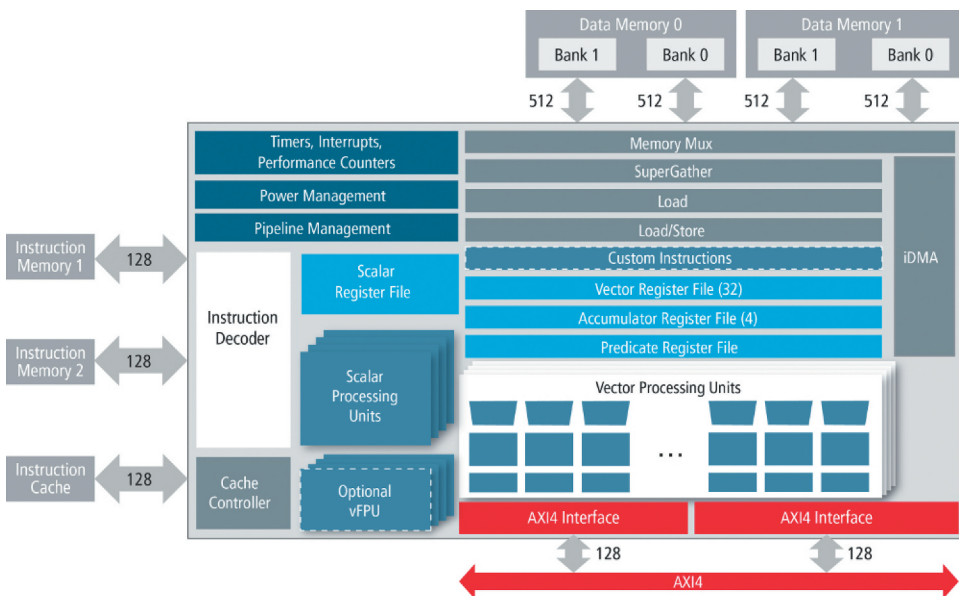 Data Memory 0
Data Memory 1
Bank 1
Bank 0
Bank 1
Bank 0
512
512
512
512
Timers, Interrupts,
Performance Counters
Memory Mux
SuperGather
Power Management
Load
Pipeline Management
Load/Store
Instruction
Memory 1
128
Custom Instructions
iDMA
Scalar
Register File
Vector Register File (32)
Instruction
Decoder
Accumulator Register File (4)
Predicate Register File
Instruction
Memory 2
128
Scalar
Processing
Units
Vector Processing Units
...
Instruction
Cache
128
Cache
Controller
Optional
vFPU
AXI4 Interface
AXI4 Interface
128
128
AXI4